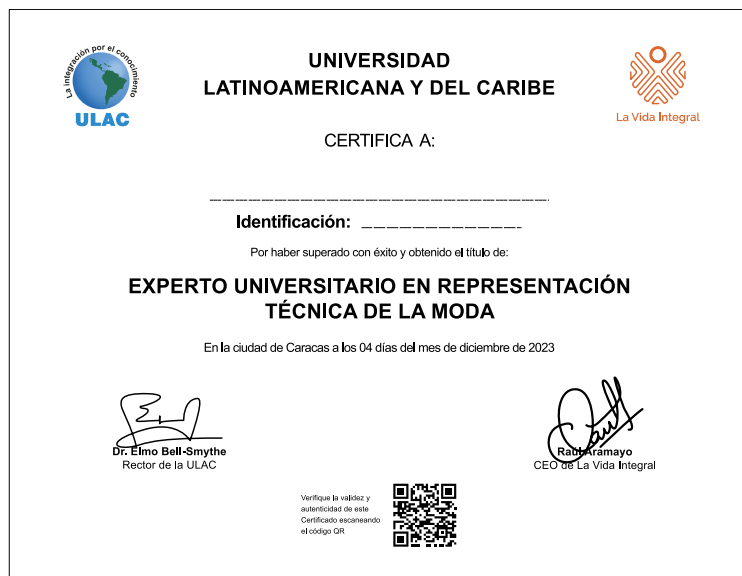 La integración por el conocimiento
ULAC
UNIVERSIDAD
LATINOAMERICANA Y DEL CARIBE
La Vida Integral
CERTIFICA A:
Identificación:
Por haber superado con éxito y obtenido el título de:
EXPERTO UNIVERSITARIO EN REPRESENTACIÓN
TÉCNICA DE LA MODA
En la ciudad de Caracas a los 04 días del mes de diciembre de 2023
Dr. Elmo Bell-Smythe
Rector de la ULAC
Raúl Aramayo
CEO de La Vida Integral
Verifique la validez y
autenticidad de este
Certificado escaneando
el código QR